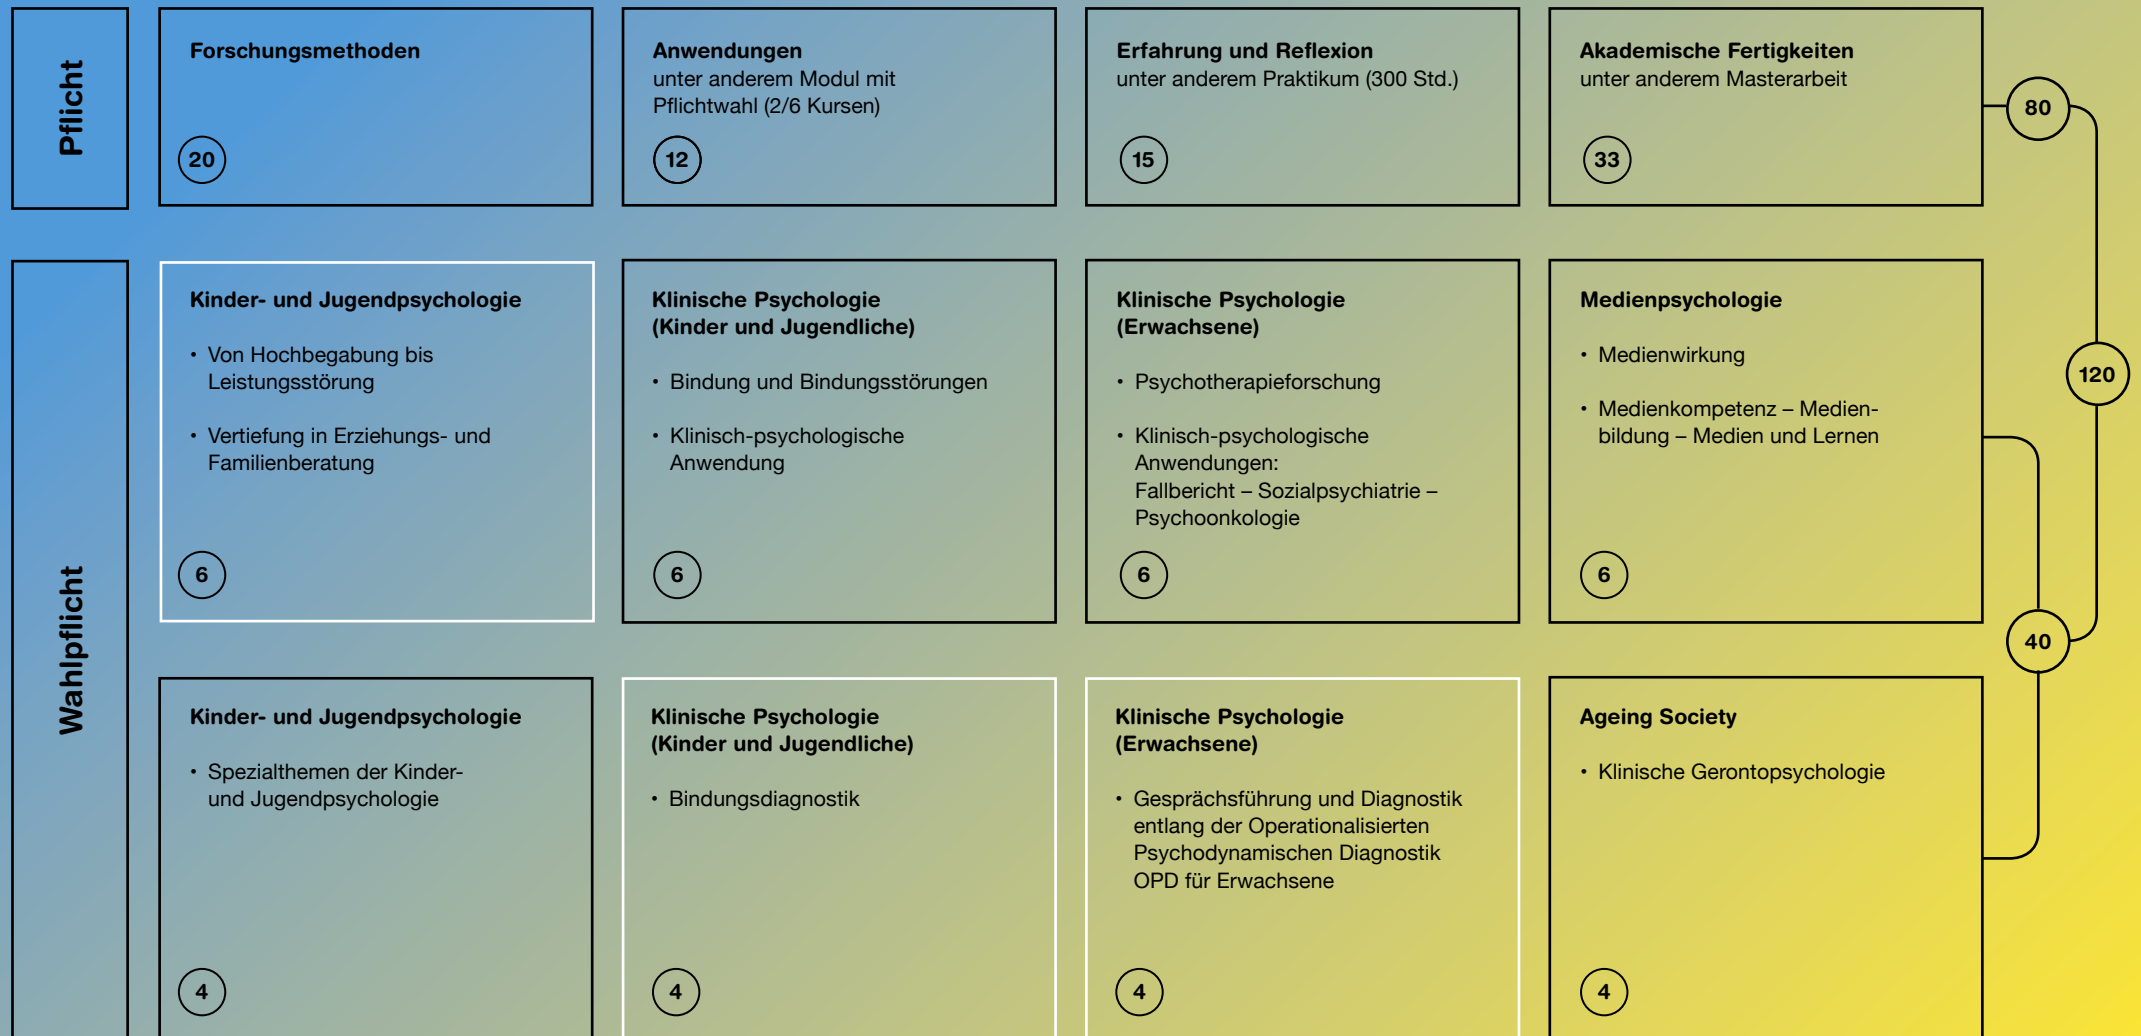 Pflicht
Forschungsmethoden
20
Anwendungen
unter anderem Modul mit
Pflichtwahl (2/6 Kursen)
12
Erfahrung und Reflexion
unter anderem Praktikum (300 Std.)
15
Akademische Fertigkeiten
unter anderem Masterarbeit
33
80
120
40
Wahlpflicht
Kinder- und Jugendpsychologie
• Von Hochbegabung bis
Leistungsstörung
• Vertiefung in Erziehungs- und
Familienberatung
6
Klinische Psychologie
(Kinder und Jugendliche)
• Bindung und Bindungsstörungen
• Klinisch-psychologische
Anwendung
6
Klinische Psychologie
(Erwachsene)
• Psychotherapieforschung
• Klinisch-psychologische
Anwendungen:
Fallbericht – Sozialpsychiatrie –
Psychoonkologie
6
Medienpsychologie
• Medienwirkung
• Medienkompetenz – Medien-
bildung – Medien und Lernen
6
Kinder- und Jugendpsychologie
• Spezialthemen der Kinder-
und Jugendpsychologie
4
Klinische Psychologie
(Kinder und Jugendliche)
• Bindungsdiagnostik
4
Klinische Psychologie
(Erwachsene)
• Gesprächsführung und Diagnostik
entlang der Operationalisierten
Psychodynamischen Diagnostik
OPD für Erwachsene
4
Ageing Society
• Klinische Gerontopsychologie
4